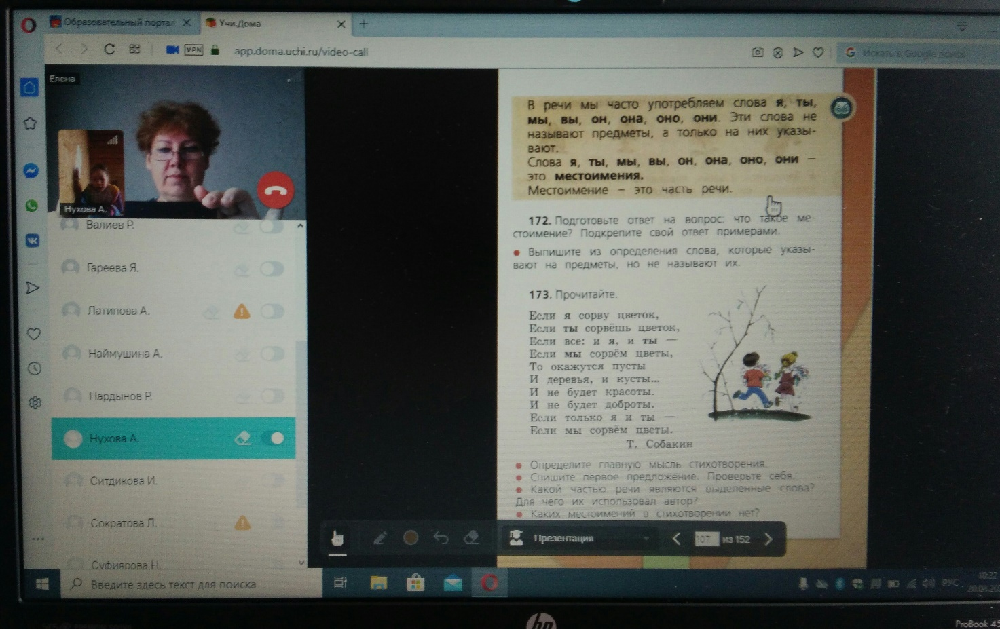 Образовательный портал
Учи.Дома
VPN
app.doma.uchi.ru/video-call
Искать в Google поиск
Елена
Нухова А.
Валиев Р.
Гареева Я.
Латипова А.
Наймушина А.
Нардынов Р.
Нухова А.
Ситдикова И.
Сократова Л.
Суфиярова Н.
В речи мы часто употребляем слова я, ты,
мы, вы, он, она, оно, они. Эти слова не
называют предметы, а только на них указы-
вают.
Слова я, ты, мы, вы, он, она, оно, они –
это местоимения.
Местоимение – это часть речи.
172. Подготовьте ответ на вопрос: что такое ме-
стоимение? Подкрепите свой ответ примерами.
• Выпишите из определения слова, которые указы-
вают на предметы, но не называют их.
173. Прочитайте.
Если я сорву цветок,
Если ты сорвёшь цветок,
Если все: и я, и ты —
Если мы сорвём цветы,
То окажутся пусты
И деревья, и кусты...
И не будет красоты.
И не будет доброты.
Если только я и ты —
Если мы сорвём цветы.
Т. Собакин
• Определите главную мысль стихотворения.
• Спишите первое предложение. Проверьте себя.
• Какой частью речи являются выделенные слова?
Для чего их использовал автор?
• Каких местоимений в стихотворении нет?
Презентация
107 из 152
Введите здесь текст для поиска
РУС
10:22
20.04.20
hp
ProBook 45